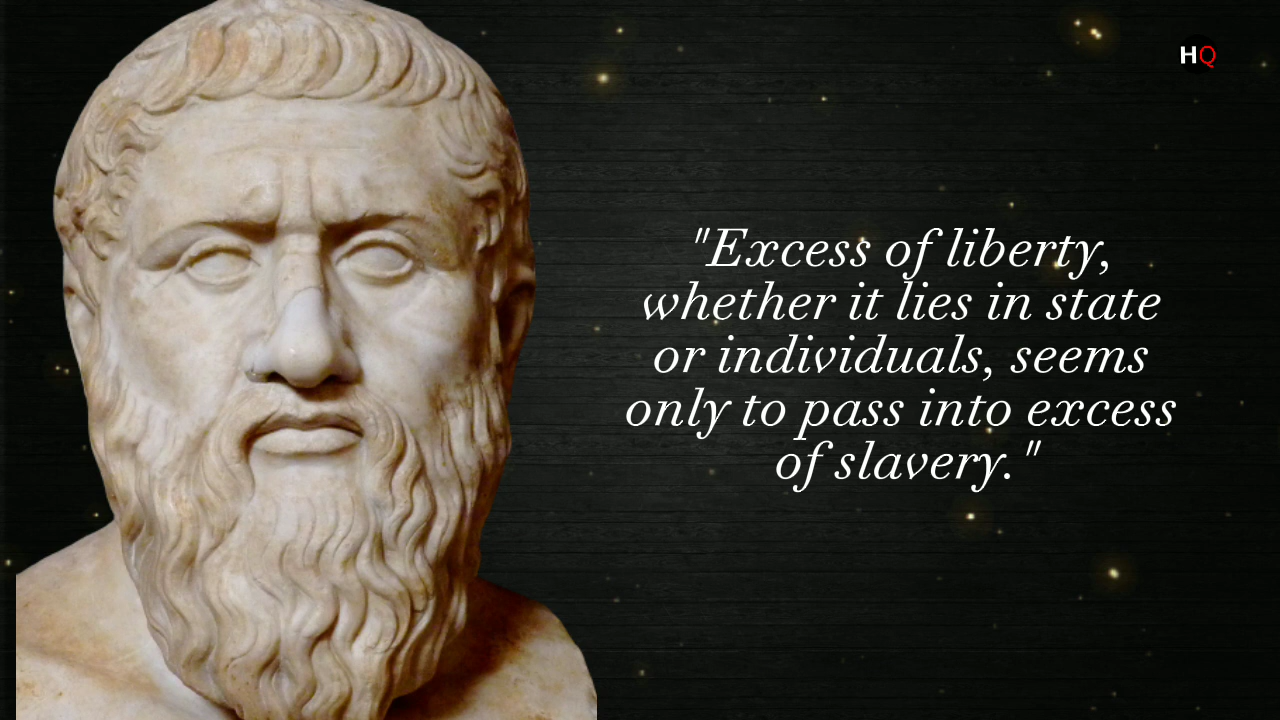 HQ
"Excess of liberty,
whether it lies in state
or individuals, seems
only to pass into excess
of slavery."